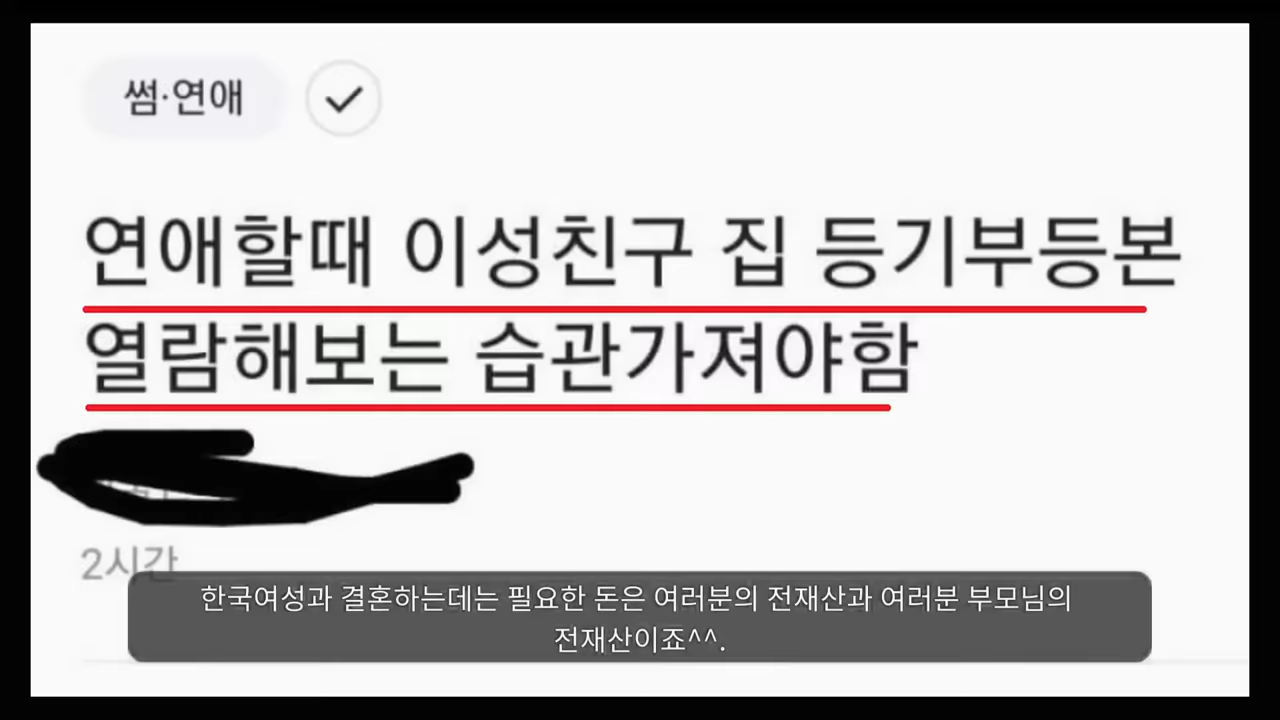 썸·연애
연애할때 이성친구 집 등기부등본
열람해보는 습관가져야함
2시간
한국여성과 결혼하는데는 필요한 돈은 여러분의 전재산과 여러분 부모님의
전재산이죠^^.